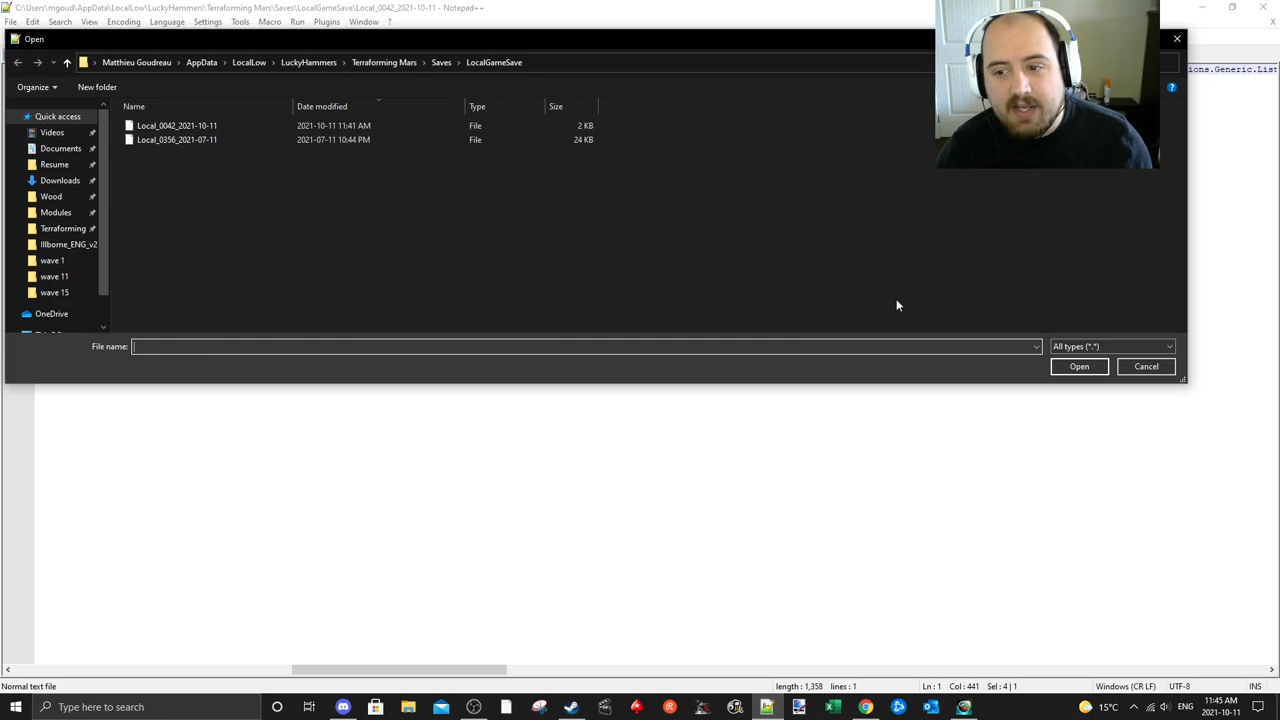 C:\Users\mgoud\AppData\LocalLow\LuckyHammers\Terraforming Mars\Saves\LocalGameSave\Local_0042_2021-10-11 - Notepad++
File Edit Search View Encoding Language Settings Tools Macro Run Plugins Window ? X
Open
Matthieu Goudreau > AppData > LocalLow > LuckyHammers > Terraforming Mars > Saves > LocalGameSave
ions.Generic.List
Organize New folder
Name Date modified Type Size
Quick access
Local_0042_2021-10-11 2021-10-11 11:41 AM File 2 KB
Videos
Local_0356_2021-07-11 2021-07-11 10:44 PM File 24 KB
Documents
Resume
Downloads
Wood
Modules
Terraforming
Illborne_ENG_v2
wave 1
wave 11
wave 15
OneDrive
File name: All types (*.*)
Open Cancel
Normal text file length : 1,358 lines : 1 Ln : 1 Col : 441 Sel : 4 | 1 Windows (CR LF) UTF-8 INS
Type here to search 15°C ENG 11:45 AM
2021-10-11